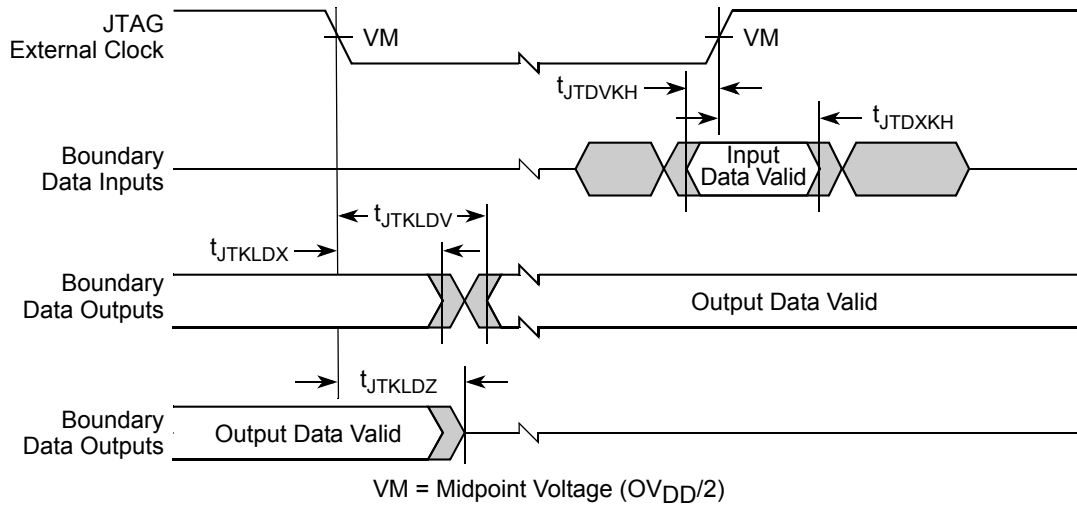 JTAG
External Clock
VM
VM
tJTDVKH
tJTDXKH
Boundary
Data Inputs
Input
Data Valid
tJTKLDV
tJTKLDX
Boundary
Data Outputs
Output Data Valid
tJTKLDZ
Boundary
Data Outputs
Output Data Valid
VM = Midpoint Voltage (OVDD/2)